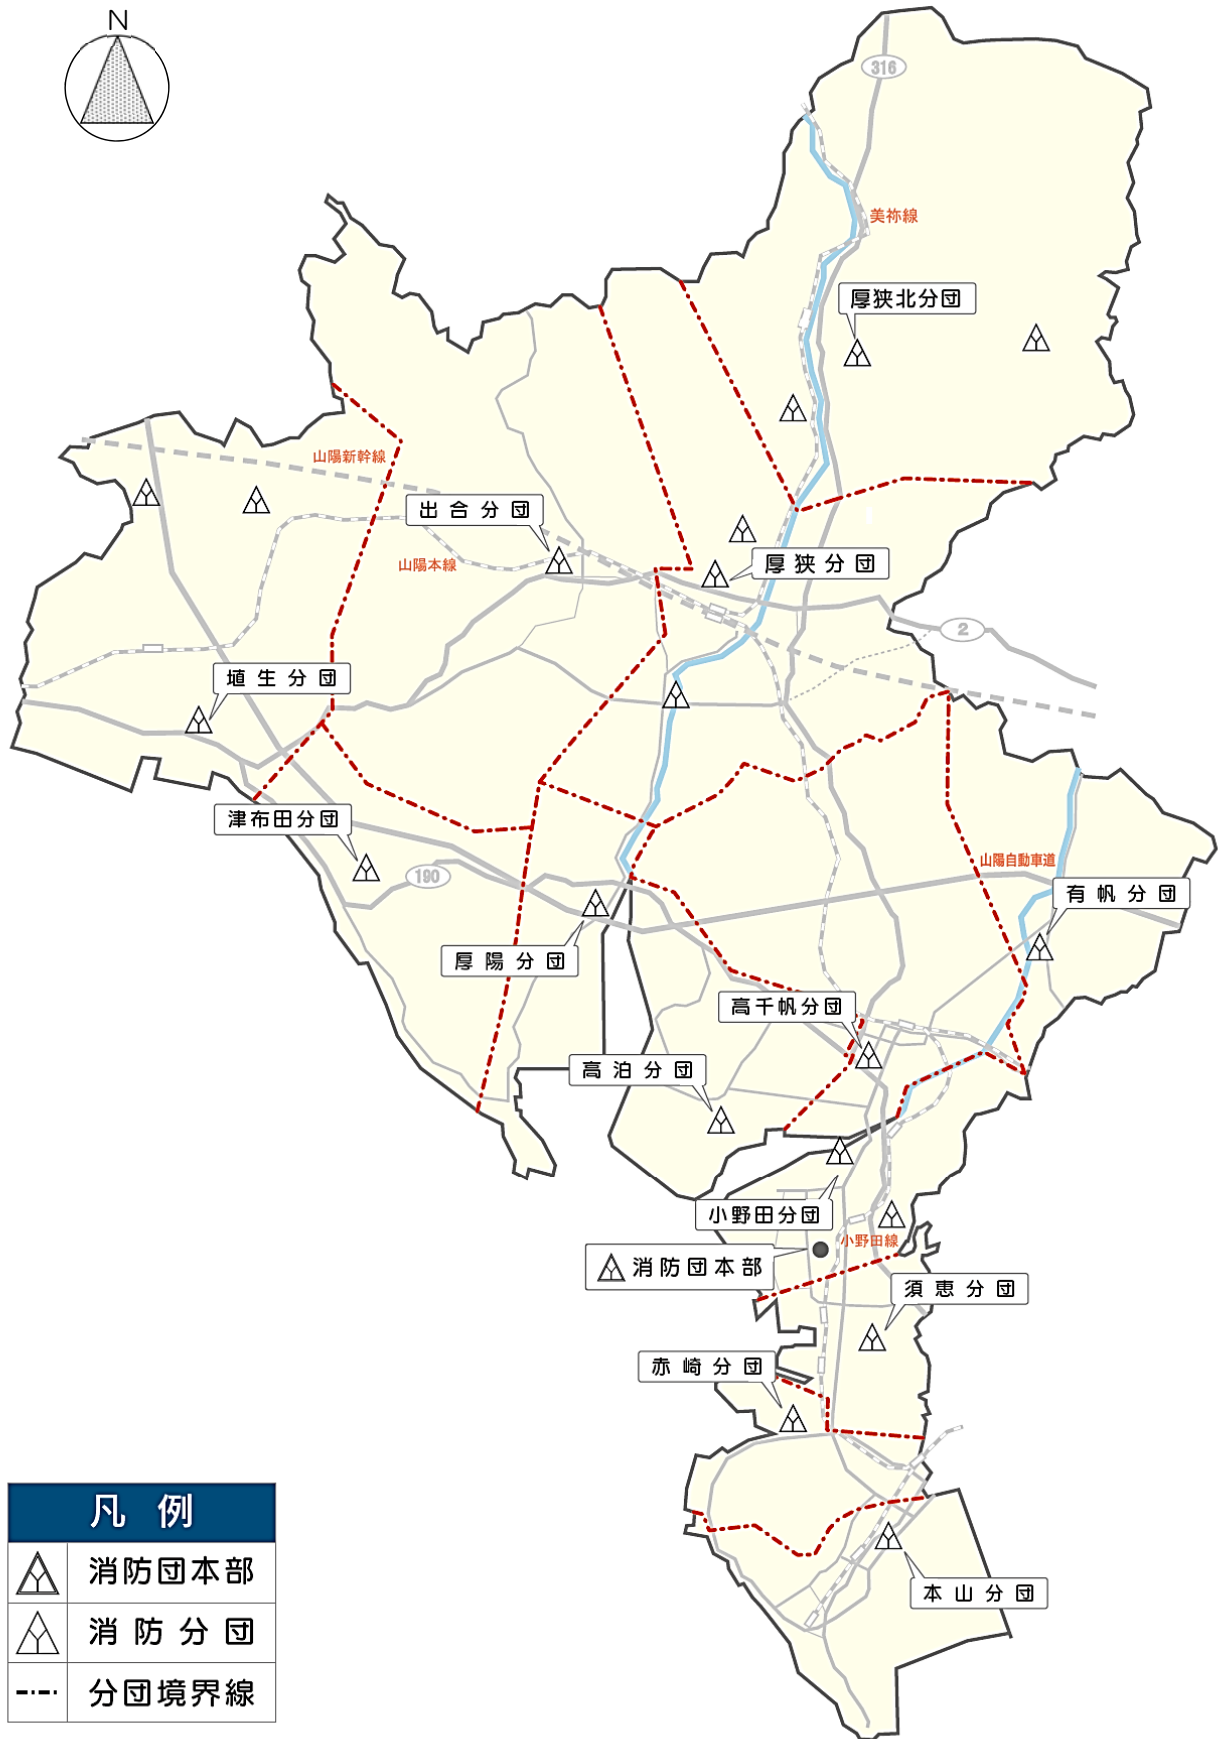 N
316
美祢線
厚狭北分団
山陽新幹線
出合分団
山陽本線
厚狭分団
2
埴生分団
津布田分団
190
山陽自動車道
有帆分団
厚陽分団
高千帆分団
高泊分団
小野田分団
小野田線
消防団本部
須恵分団
赤崎分団
本山分団
凡例
消防団本部
消防分団
分団境界線